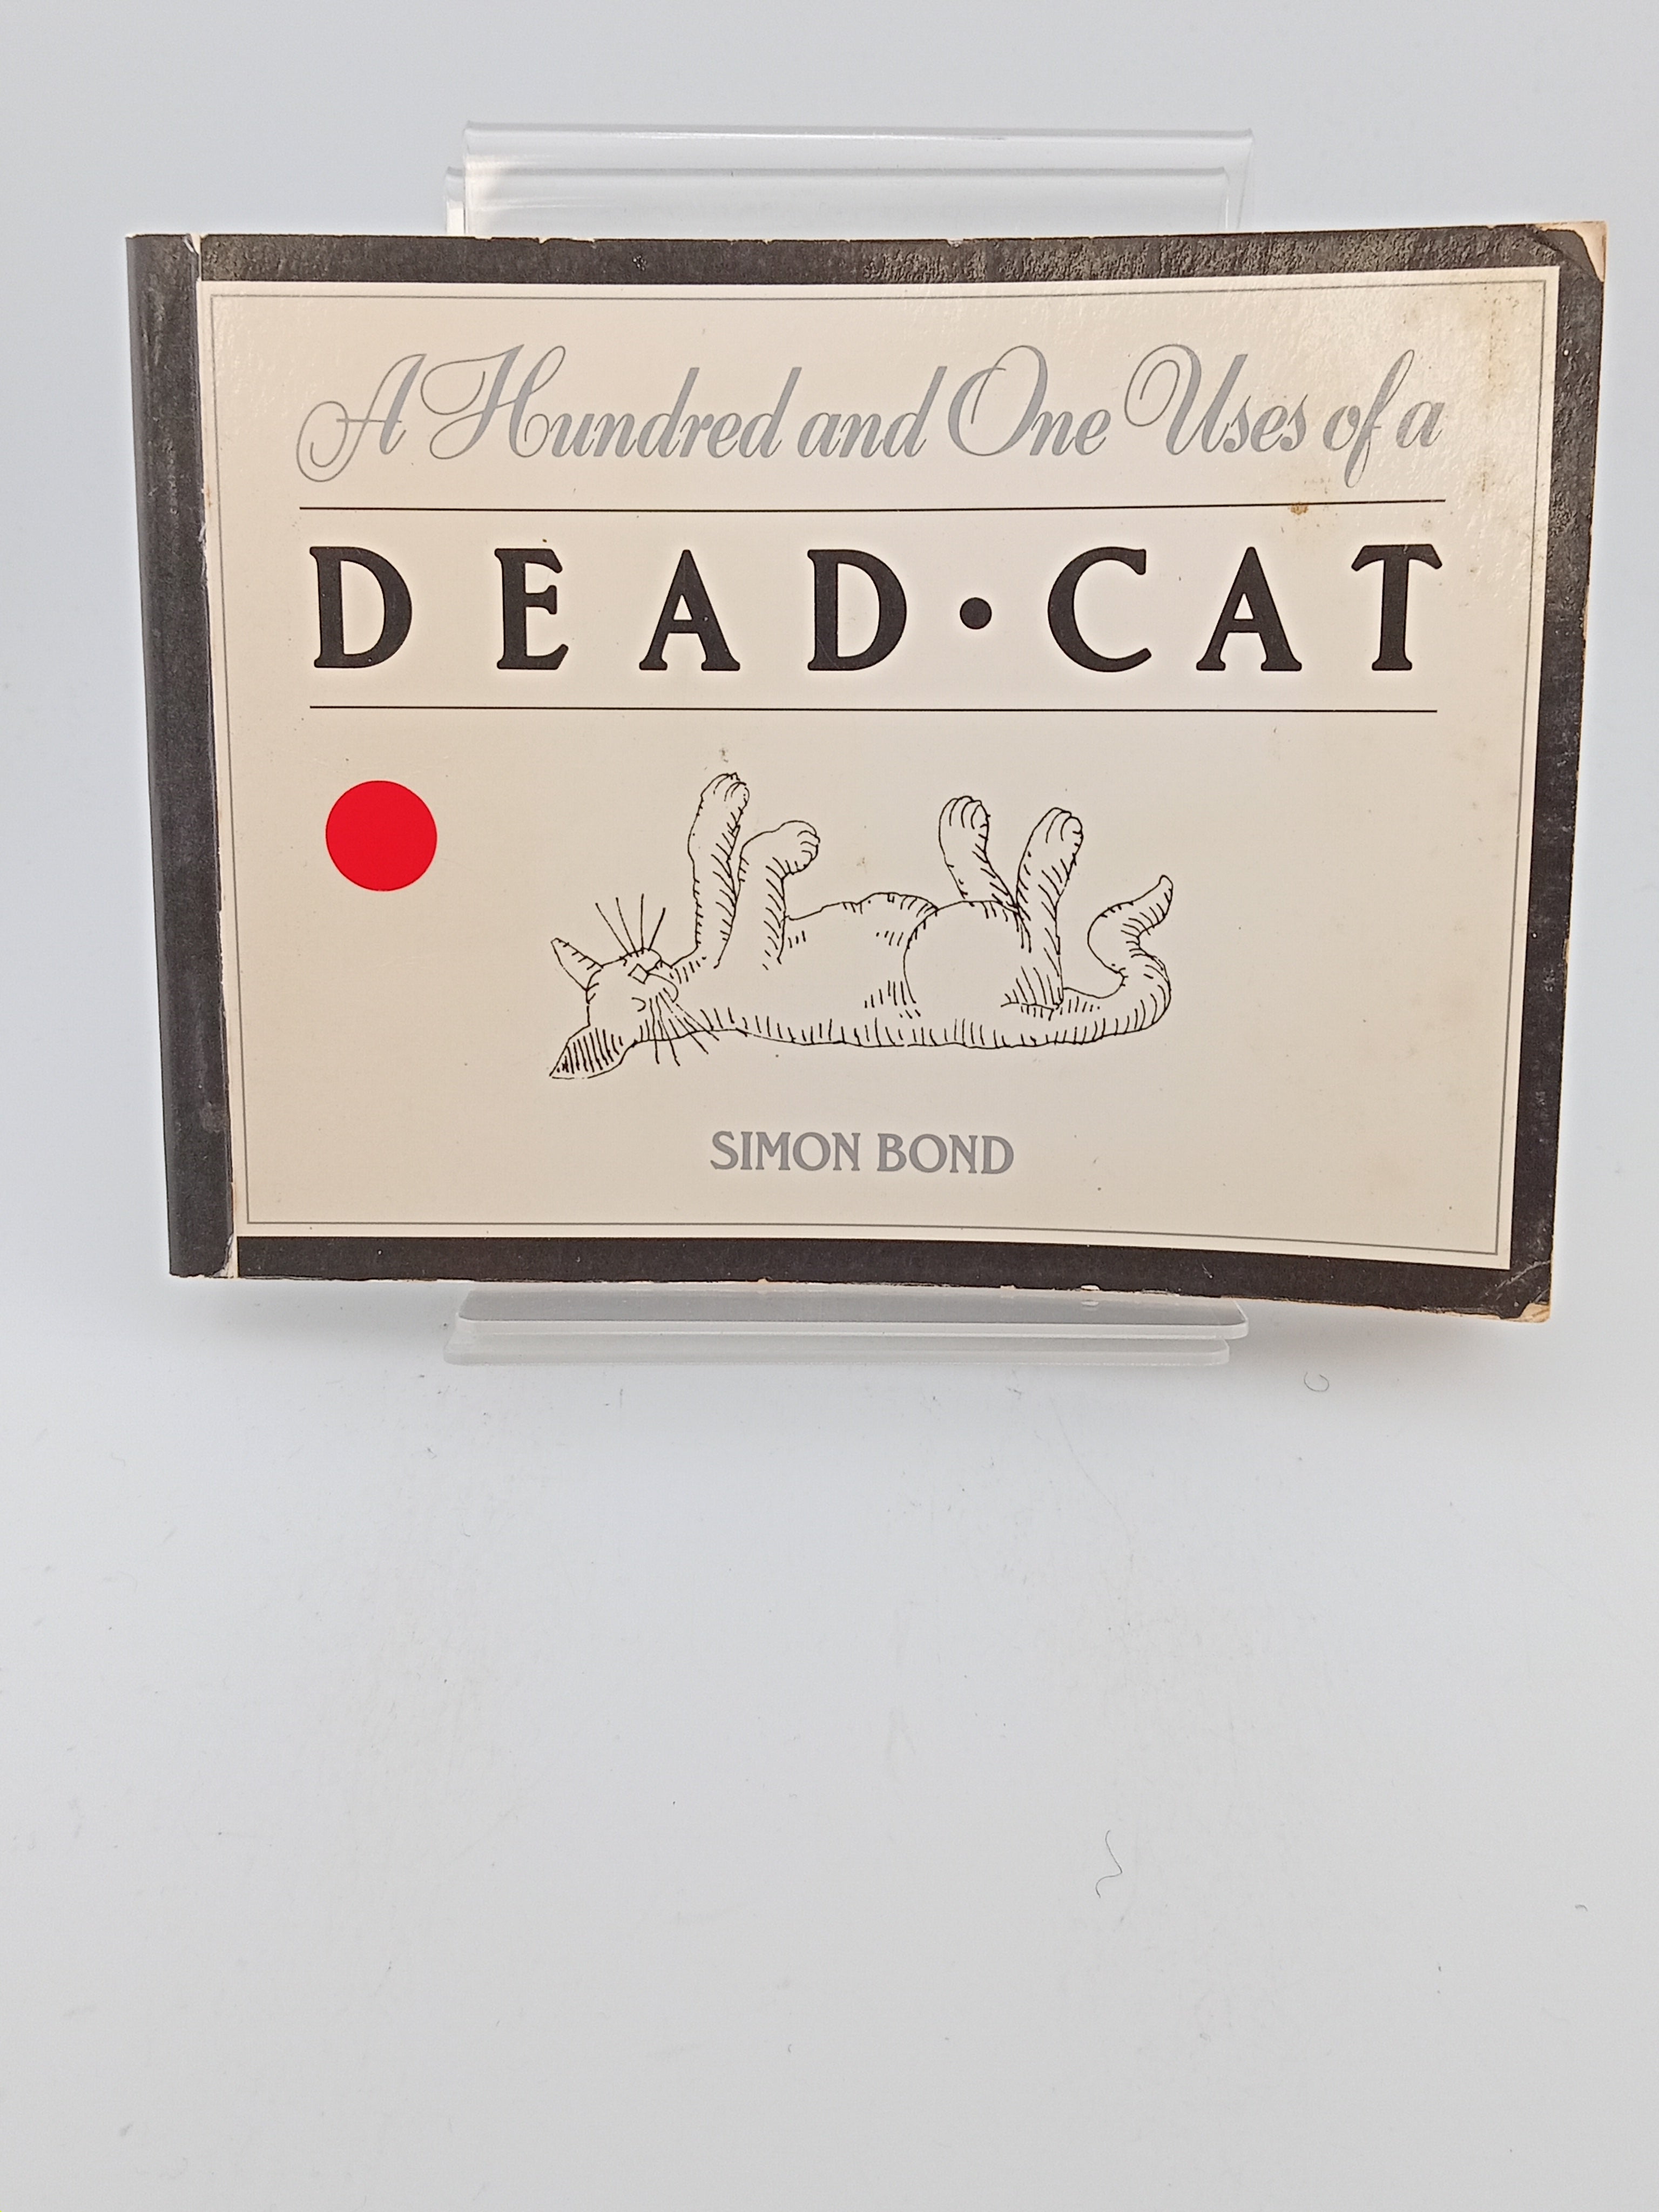 A Hundred and One Uses of a
DEAD • CAT
SIMON BOND